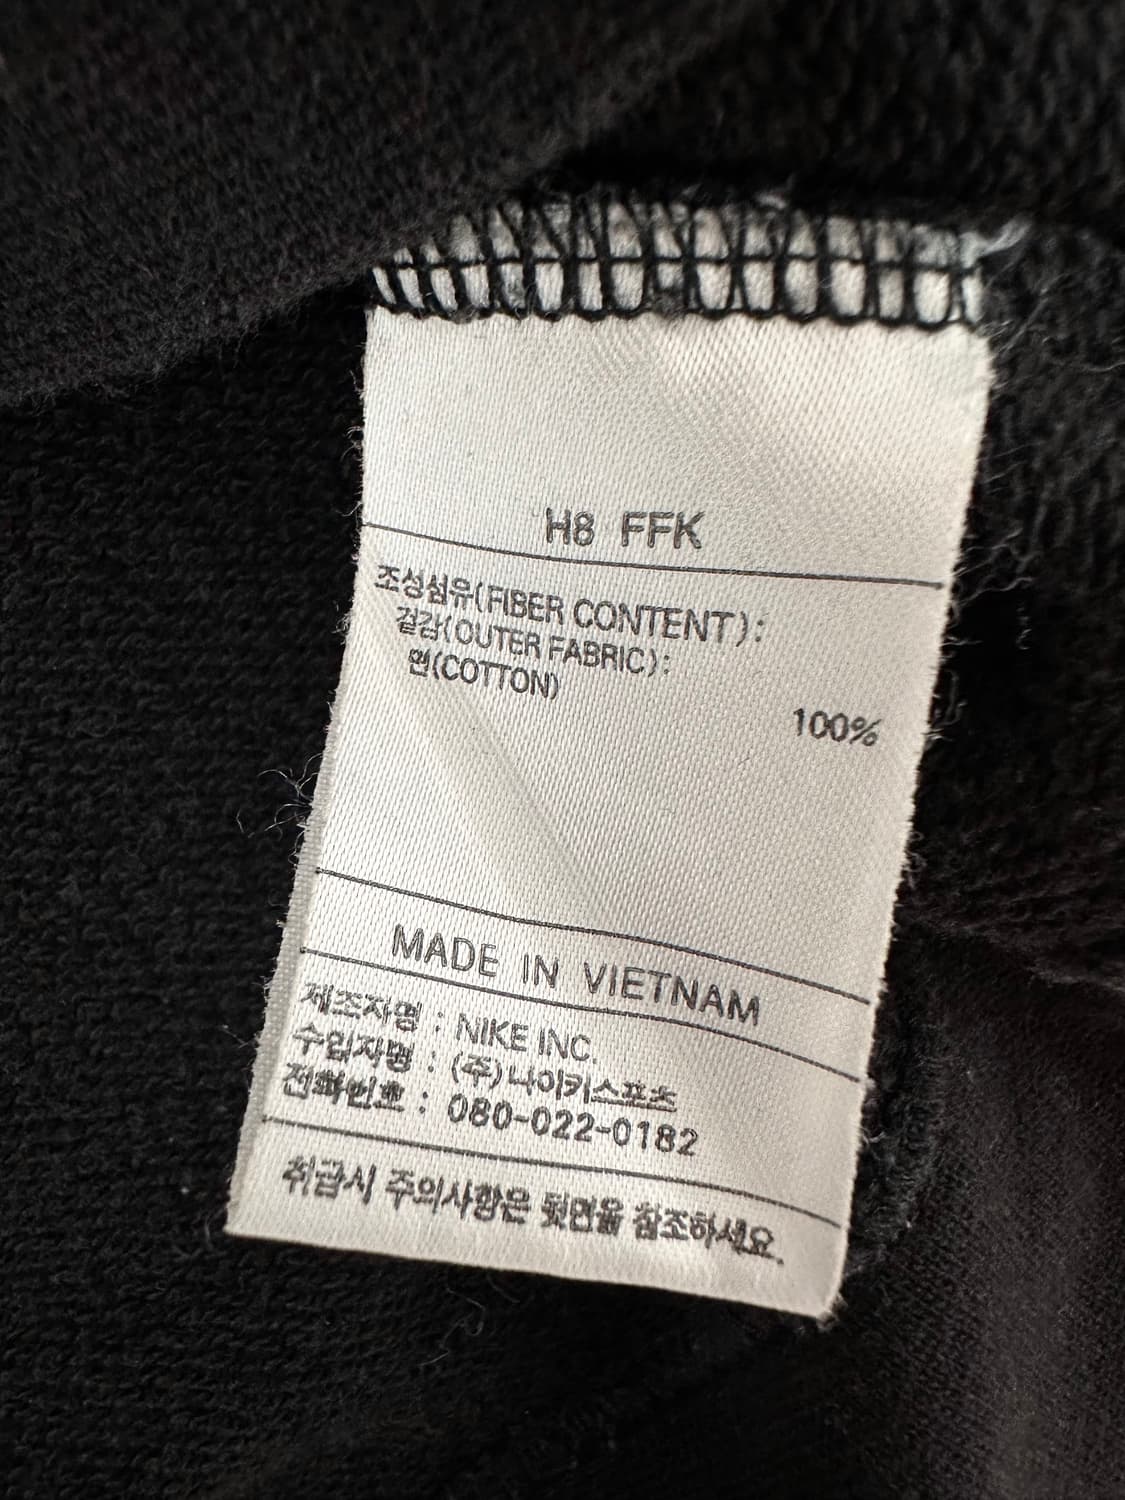 H8 FFK
조성섬유(FIBER CONTENT):
겉감(OUTER FABRIC):
면(COTTON)
100%
MADE IN VIETNAM
제조자명 : NIKE INC.
수입자명 : (주)나이키스포츠
전화번호 : 080-022-0182
취급시 주의사항은 뒷면을 참조하세요.